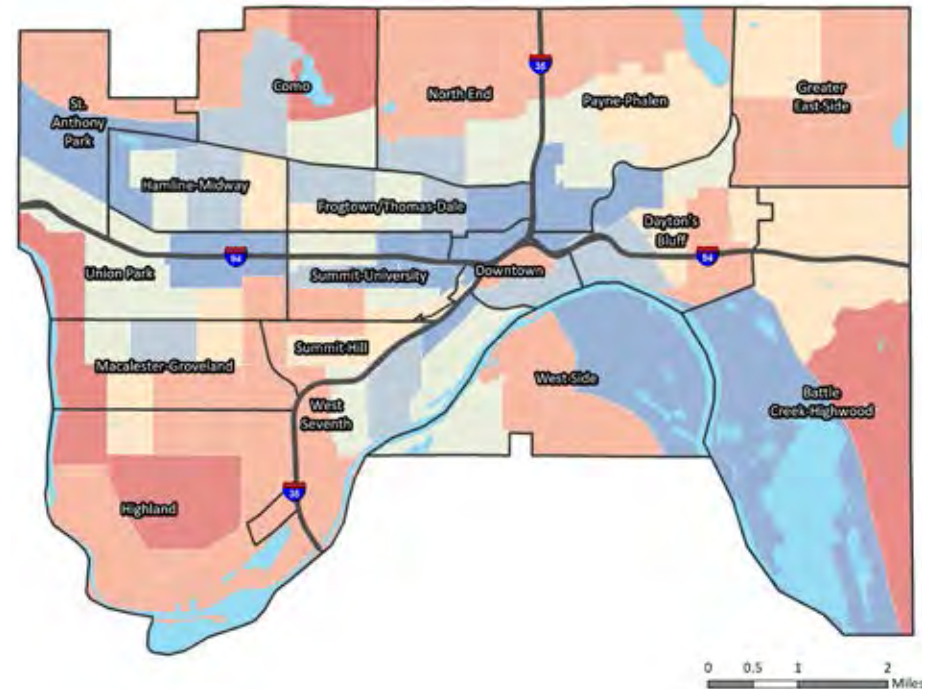 35
Como
North End
Payne-Phalen
Greater
East-Side
St.
Anthony
Park
Hamline-Midway
Frogtown/Thomas-Dale
Dayton's
Bluff
94
94
Union Park
Summit-University
Downtown
Macalester-Groveland
Summit-Hill
West-Side
West
Seventh
Battle
Creek-Highwood
35
Highland
0 0.5 1 2
Miles